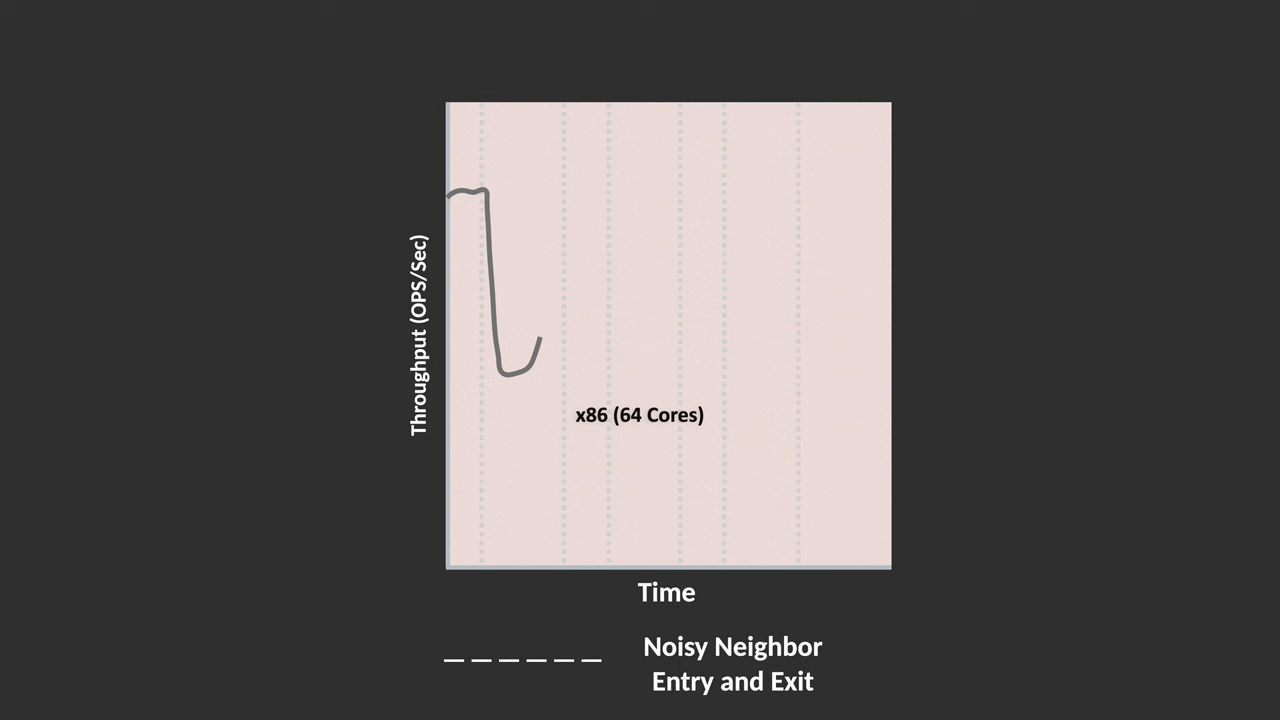 Throughput (OPS/Sec)
x86 (64 Cores)
Time
Noisy Neighbor
Entry and Exit